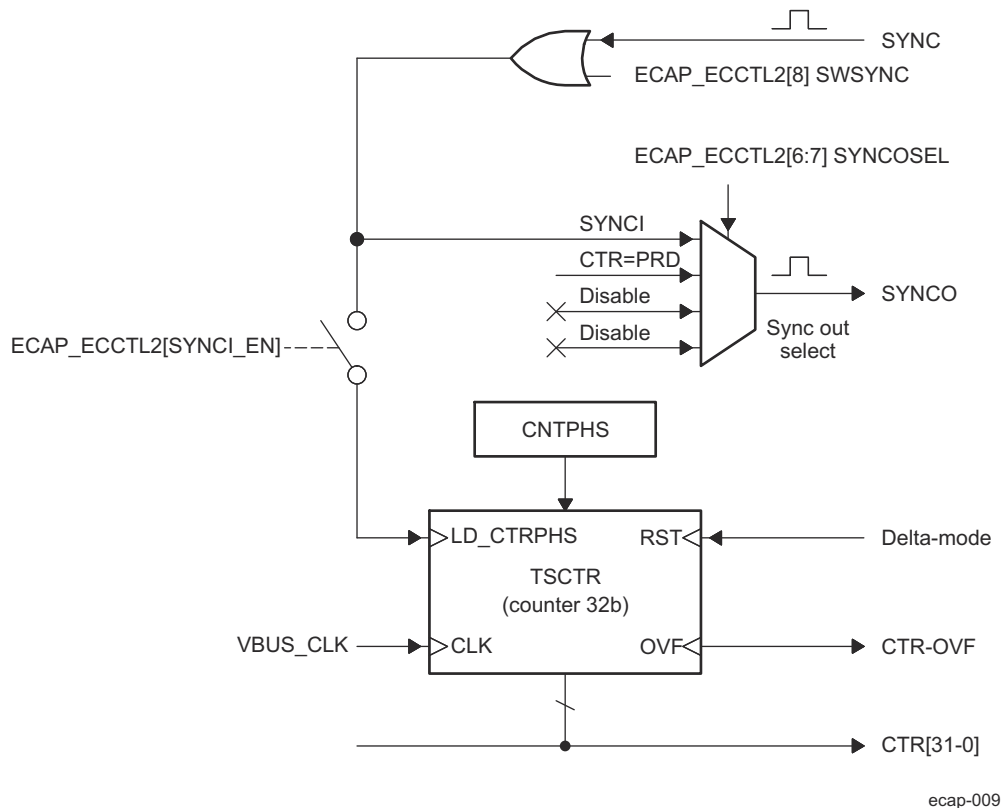 SYNC
ECAP_ECCTL2[8] SWSYNC
ECAP_ECCTL2[6:7] SYNCOSEL
SYNCI
CTR=PRD
Disable
Disable
SYNCO
Sync out
select
ECAP_ECCTL2[SYNCI_EN]
CNTPHS
LD_CTRPHS
RST
Delta-mode
TSCTR
(counter 32b)
VBUS_CLK
CLK
OVF
CTR-OVF
CTR[31-0]
ecap-009